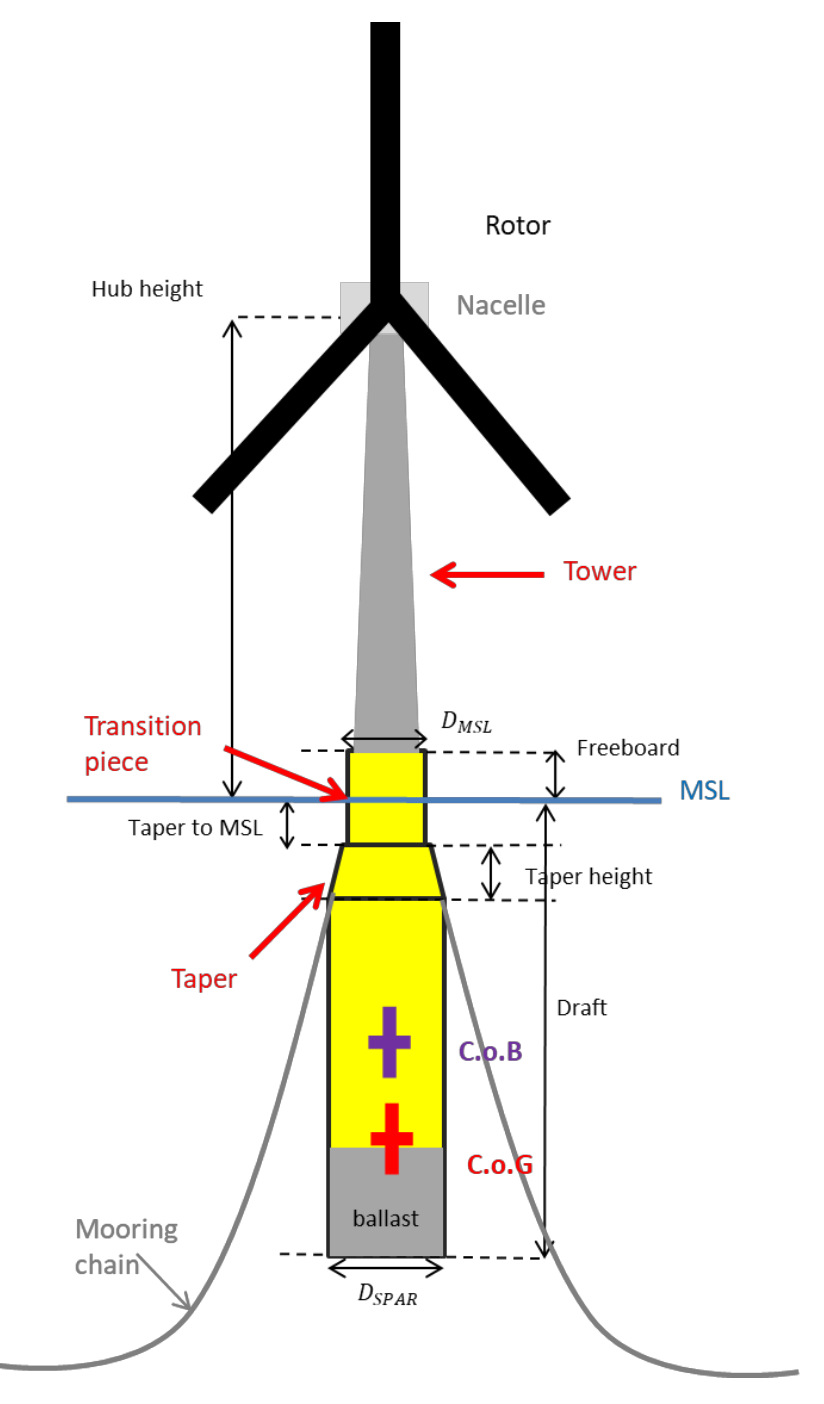 Rotor
Hub height
Nacelle
Tower
D_MSL
Transition
piece
Freeboard
MSL
Taper to MSL
Taper height
Taper
Draft
C.o.B
C.o.G
ballast
Mooring
chain
D_SPAR